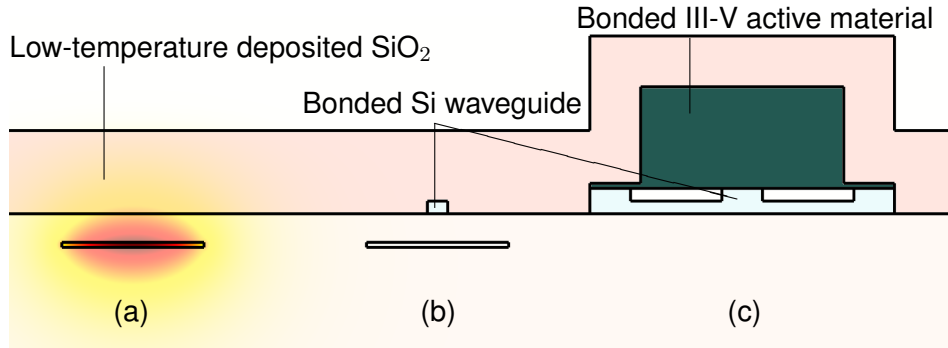 Bonded III-V active material
Low-temperature deposited SiO₂
Bonded Si waveguide
(a)
(b)
(c)